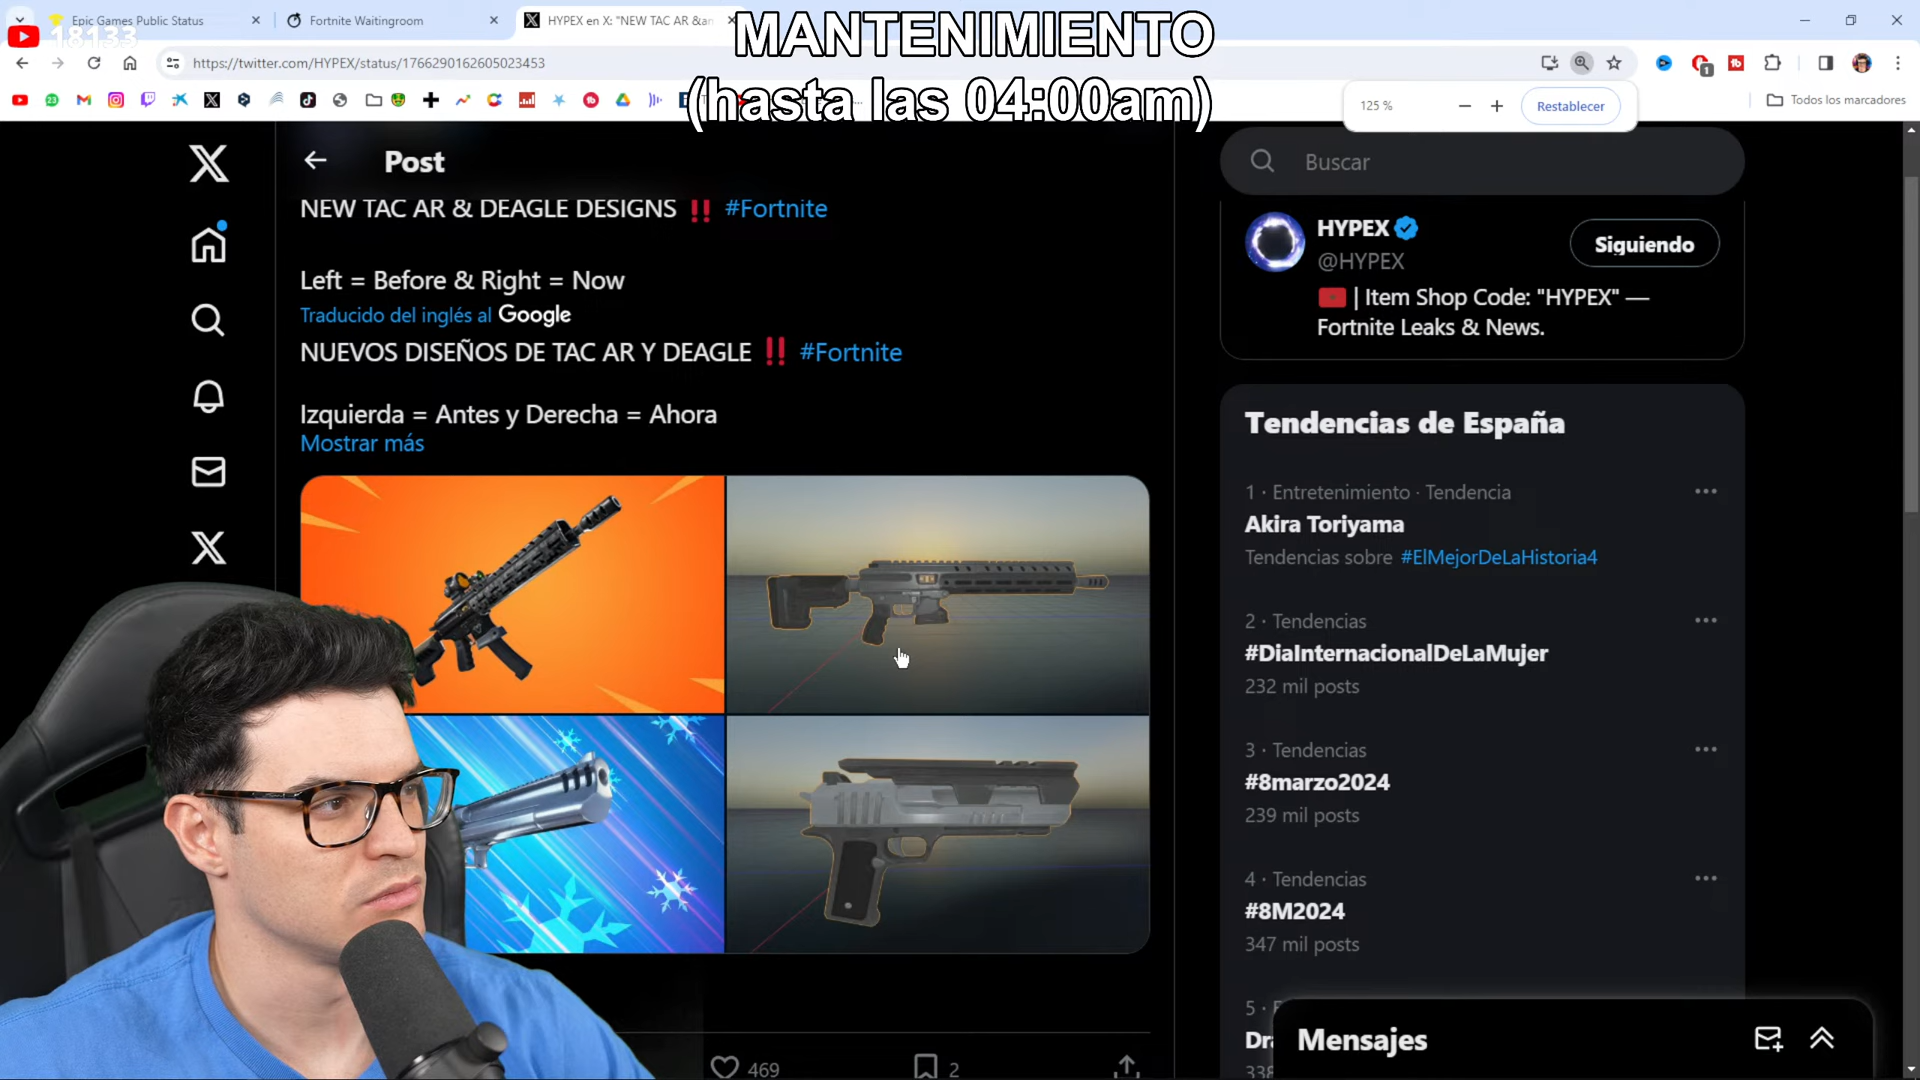 Epic Games Public Status
Fortnite Waitingroom
HYPEX en X: "NEW TAC AR &an
18133
MANTENIMIENTO
(hasta las 04:00am)
https://twitter.com/HYPEX/status/1766290162605023453
125 %
Restablecer
Todos los marcadores
Post
NEW TAC AR & DEAGLE DESIGNS ‼️ #Fortnite
Left = Before & Right = Now
Traducido del inglés al Google
NUEVOS DISEÑOS DE TAC AR Y DEAGLE ‼️ #Fortnite
Izquierda = Antes y Derecha = Ahora
Mostrar más
469
2
Buscar
HYPEX
@HYPEX
Siguiendo
| Item Shop Code: "HYPEX" —
Fortnite Leaks & News.
Tendencias de España
1 · Entretenimiento · Tendencia
Akira Toriyama
Tendencias sobre #ElMejorDeLaHistoria4
2 · Tendencias
#DiaInternacionalDeLaMujer
232 mil posts
3 · Tendencias
#8marzo2024
239 mil posts
4 · Tendencias
#8M2024
347 mil posts
5 ·
Mensajes